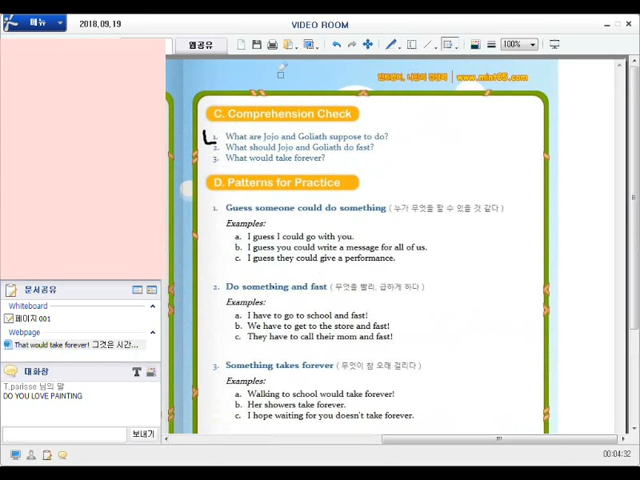 메뉴
2018,09,19
VIDEO ROOM
웹공유
100%
www.mint05.com
C. Comprehension Check
1. What are Jojo and Goliath suppose to do?
2. What should Jojo and Goliath do fast?
3. What would take forever?
D. Patterns for Practice
1. Guess someone could do something ( 누가 무엇을 할 수 있을 것 같다 )
Examples:
a. I guess I could go with you.
b. I guess you could write a message for all of us.
c. I guess they could give a performance.
2. Do something and fast ( 무엇을 빨리, 급하게 하다 )
Examples:
a. I have to go to school and fast!
b. We have to get to the store and fast!
c. They have to call their mom and fast!
3. Something takes forever ( 무엇이 참 오래 걸리다 )
Examples:
a. Walking to school would take forever!
b. Her showers take forever.
c. I hope waiting for you doesn't take forever.
문서공유
Whiteboard
페이지 001
Webpage
That would take forever! 그것은 시간...
대화창
T.parisse 님의 말
DO YOU LOVE PAINTING
보내기
00:04:32